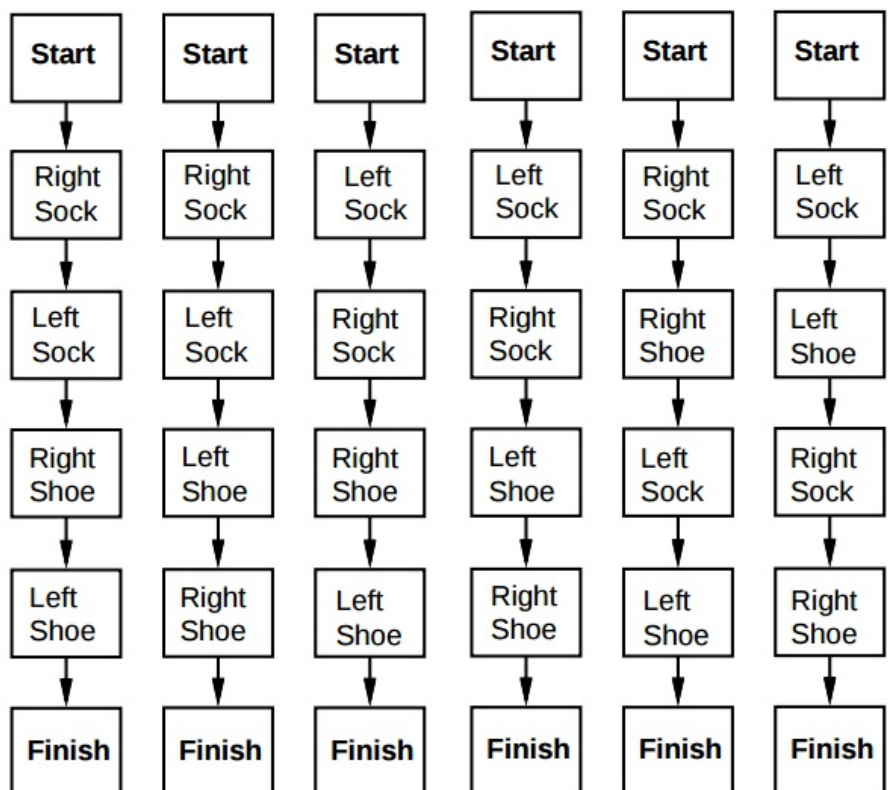 Start Start Start Start Start Start
Right Right Left Left Right Left
Sock Sock Sock Sock Sock Sock
Left Left Right Right Right Left
Sock Sock Sock Sock Shoe Shoe
Right Left Right Left Left Right
Shoe Shoe Shoe Shoe Sock Sock
Left Right Left Right Left Right
Shoe Shoe Shoe Shoe Shoe Shoe
Finish Finish Finish Finish Finish Finish